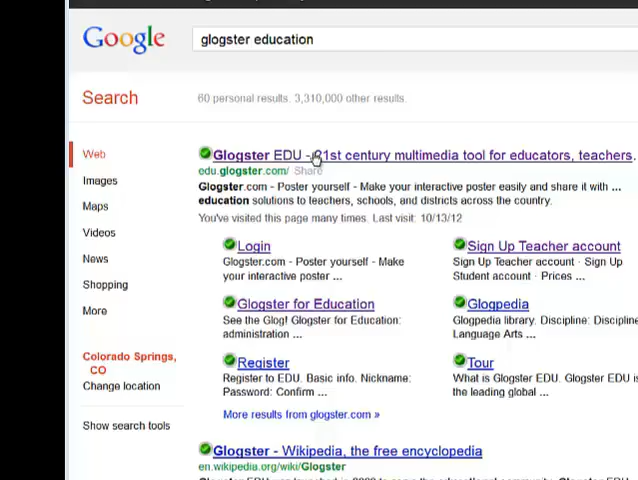 Google
glogster education
Search
60 personal results. 3,310,000 other results.
Web
Images
Maps
Videos
News
Shopping
More
Colorado Springs,
CO
Change location
Show search tools
Glogster EDU - 21st century multimedia tool for educators, teachers.
edu.glogster.com/ Share
Glogster.com - Poster yourself - Make your interactive poster easily and share it with ...
education solutions to teachers, schools, and districts across the country.
You've visited this page many times. Last visit: 10/13/12
Login
Glogster.com - Poster yourself - Make
your interactive poster ...
Sign Up Teacher account
Sign Up Teacher account · Sign Up
Student account · Prices ...
Glogster for Education
See the Glog! Glogster for Education:
administration ...
Glogpedia
Glogpedia library. Discipline: Discipline
Language Arts ...
Register
Register to EDU. Basic info. Nickname:
Password: Confirm ...
Tour
What is Glogster EDU. Glogster EDU is
the leading global ...
More results from glogster.com »
Glogster - Wikipedia, the free encyclopedia
en.wikipedia.org/wiki/Glogster